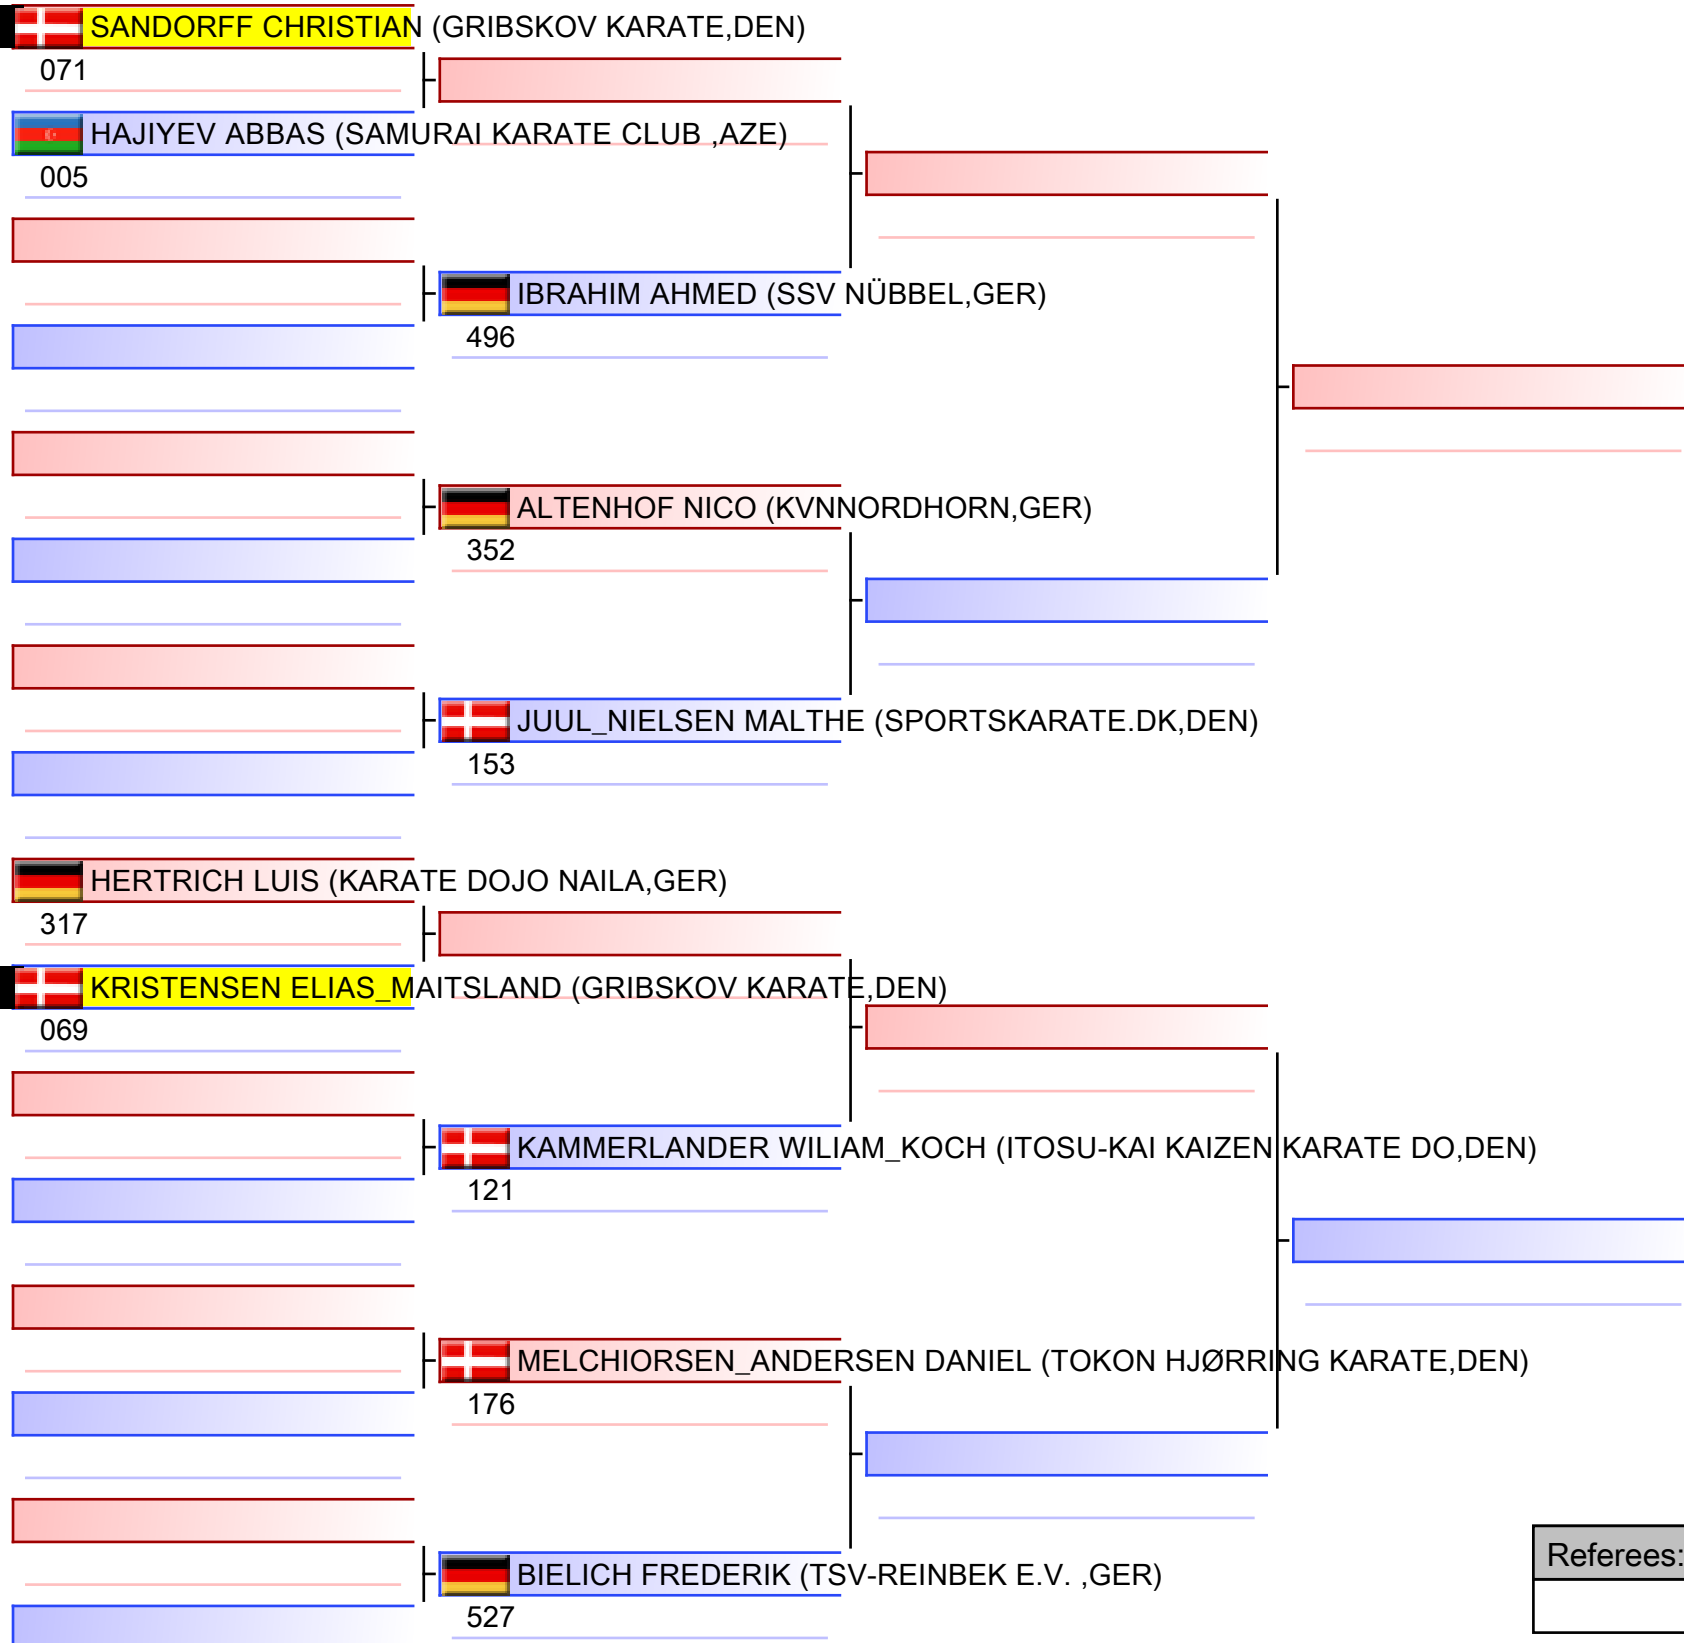 SANDORFF CHRISTIAN (GRIBSKOV KARATE,DEN)
071
HAJIYEV ABBAS (SAMURAI KARATE CLUB ,AZE)
005
IBRAHIM AHMED (SSV NÜBBEL,GER)
496
ALTENHOF NICO (KVNNORDHORN,GER)
352
JUUL_NIELSEN MALTHE (SPORTSKARATE.DK,DEN)
153
HERTRICH LUIS (KARATE DOJO NAILA,GER)
317
KRISTENSEN ELIAS_MAITSLAND (GRIBSKOV KARATE,DEN)
069
KAMMERLANDER WILIAM_KOCH (ITOSU-KAI KAIZEN KARATE DO,DEN)
121
MELCHIORSEN_ANDERSEN DANIEL (TOKON HJØRRING KARATE,DEN)
176
BIELICH FREDERIK (TSV-REINBEK E.V. ,GER)
527
Referees: